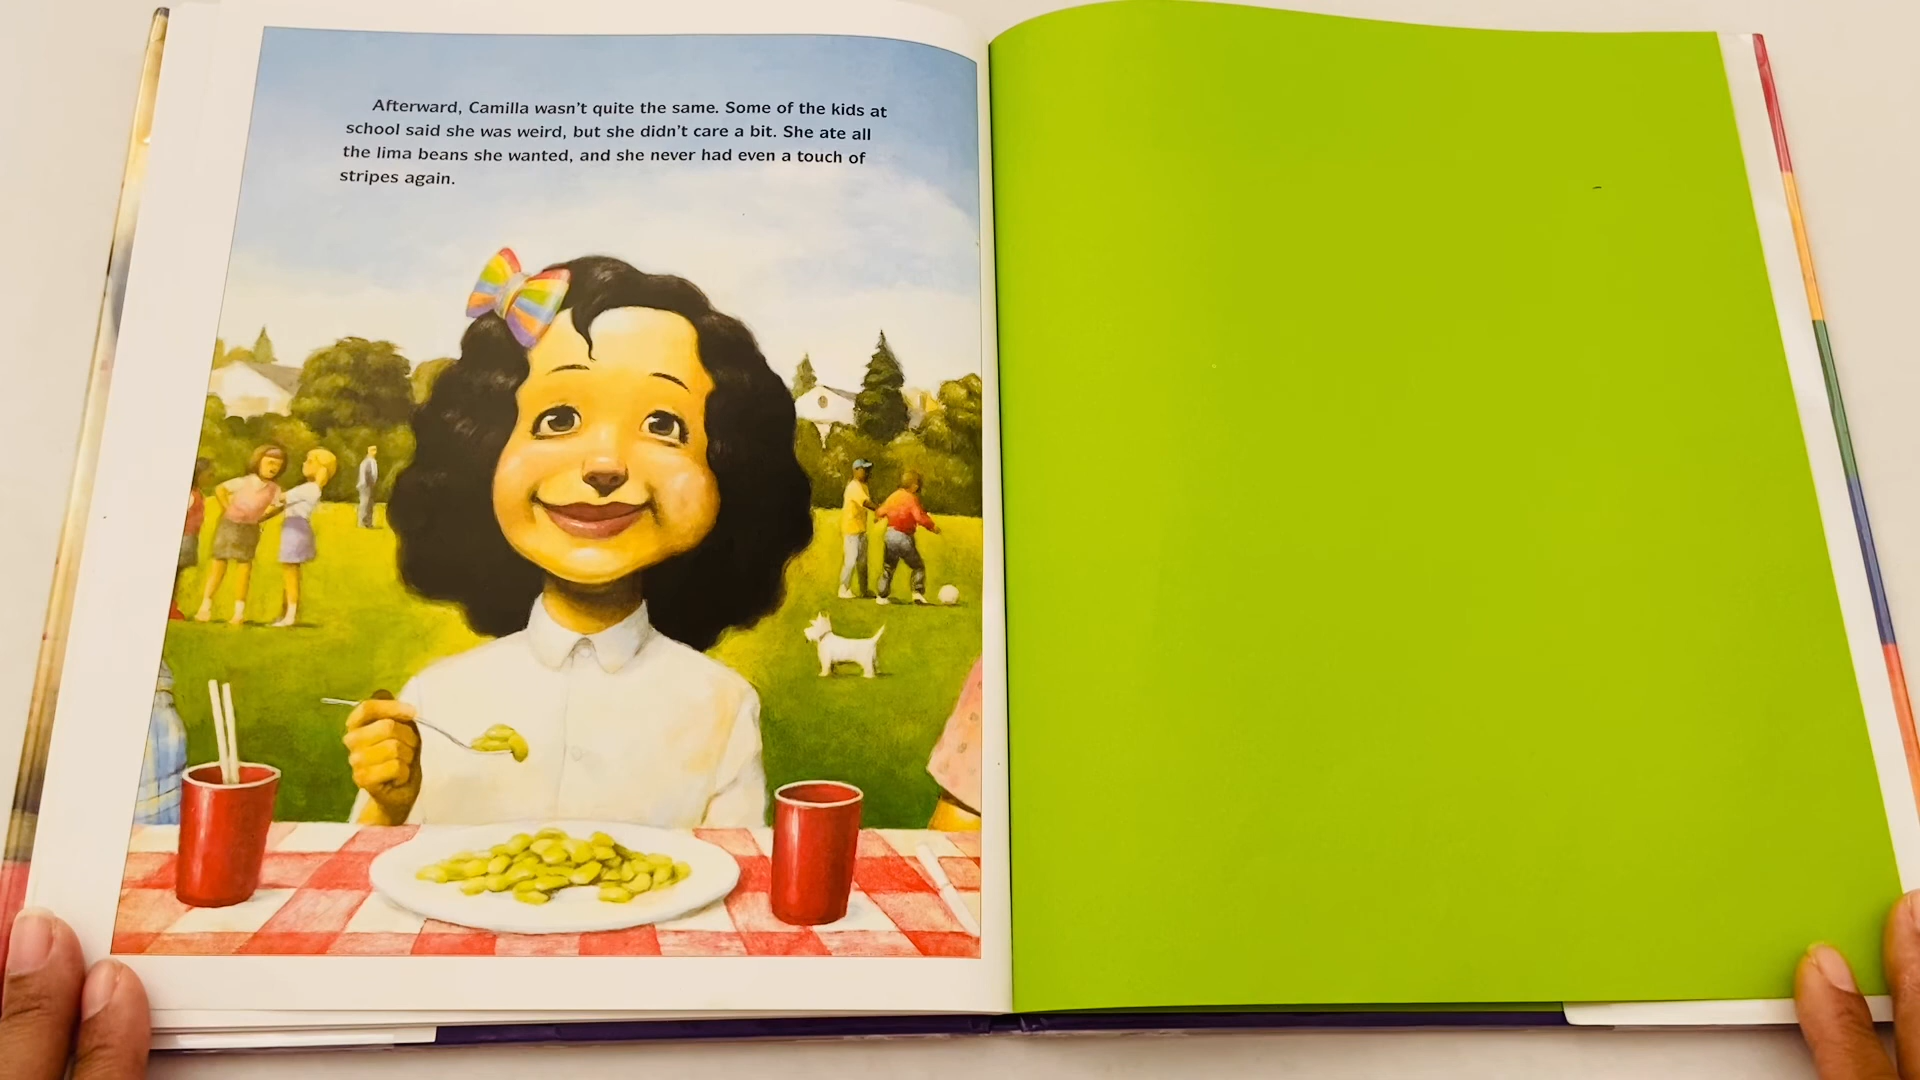 Afterward, Camilla wasn't quite the same. Some of the kids at
school said she was weird, but she didn't care a bit. She ate all
the lima beans she wanted, and she never had even a touch of
stripes again.